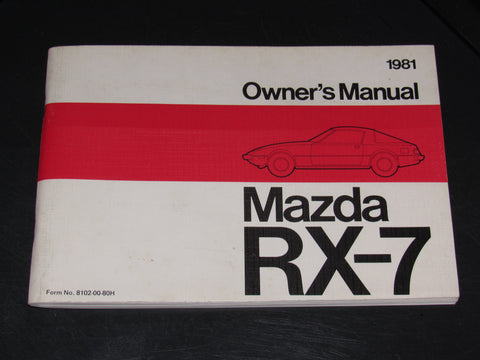 1981
Owner's Manual
Mazda
RX-7
Form No. 8102-00-80H